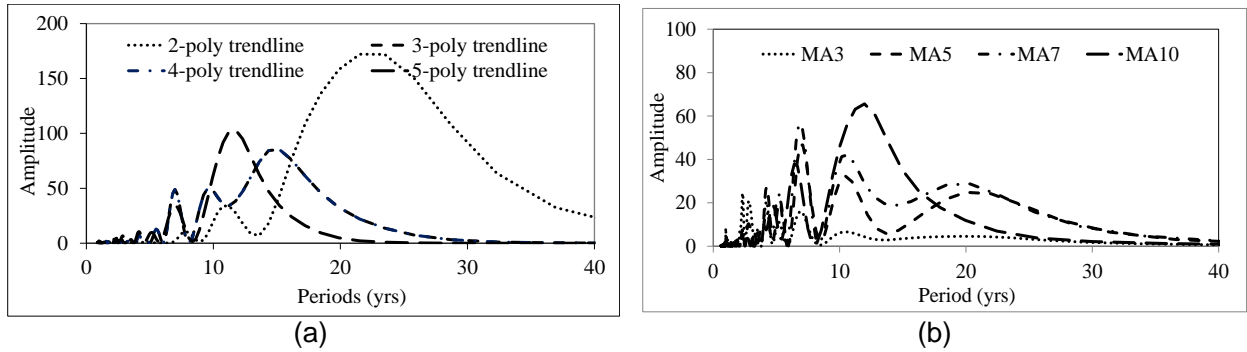 200
150
100
50
0
Amplitude
2-poly trendline
3-poly trendline
4-poly trendline
5-poly trendline
0 10 20 30 40
Periods (yrs)
(a)
100
80
60
40
20
0
Amplitude
MA3 MA5 MA7 MA10
0 10 20 30 40
Period (yrs)
(b)